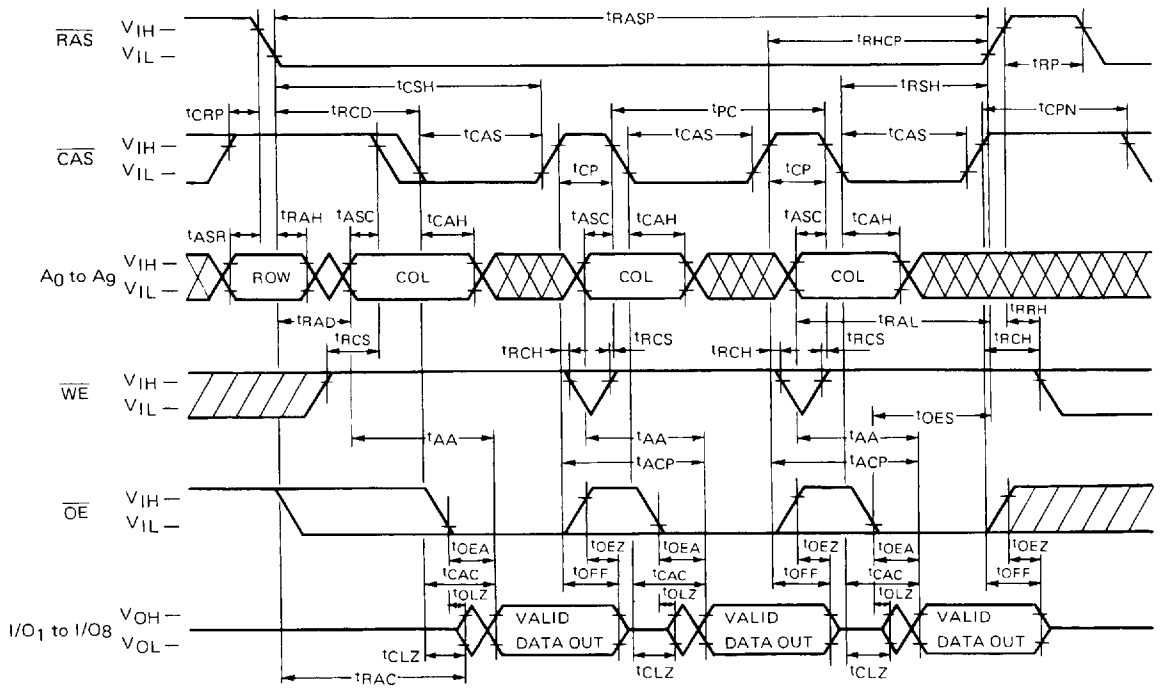 tRASP
RAS VIH
tRHCP
VIL
tRP
tCSH tRSH
tCRP tRCD tPC tCPN
tCAS tCAS tCAS
CAS VIH
VIL
tCP tCP
tRAH tASC tCAH tASC tCAH tASC tCAH
tASR
A0 to A9 VIH
VIL
ROW COL COL COL
tRAD tRAL tRRH
tRCS tRCH tRCS tRCH tRCS tRCH
WE VIH
VIL
tOES
tAA tAA tAA
tACP tACP
OE VIH
VIL
tOEA tOEZ tOEA tOEZ tOEA tOEZ
tCAC tOFF tCAC tOFF tCAC tOFF
tOLZ tOLZ tOLZ
I/O1 to I/O8 VOH
VOL
VALID VALID VALID
DATA OUT DATA OUT DATA OUT
tCLZ tCLZ tCLZ
tRAC